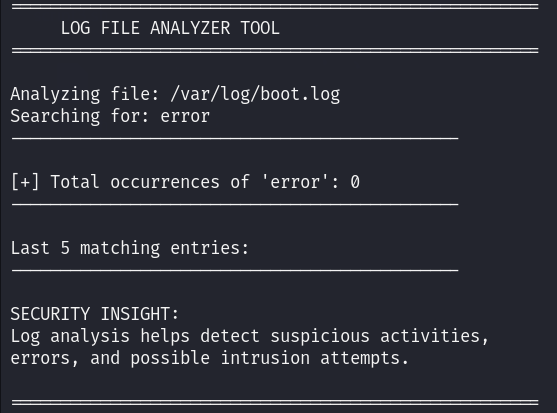 LOG FILE ANALYZER TOOL
Analyzing file: /var/log/boot.log
Searching for: error
[+] Total occurrences of 'error': 0
Last 5 matching entries:
SECURITY INSIGHT:
Log analysis helps detect suspicious activities,
errors, and possible intrusion attempts.